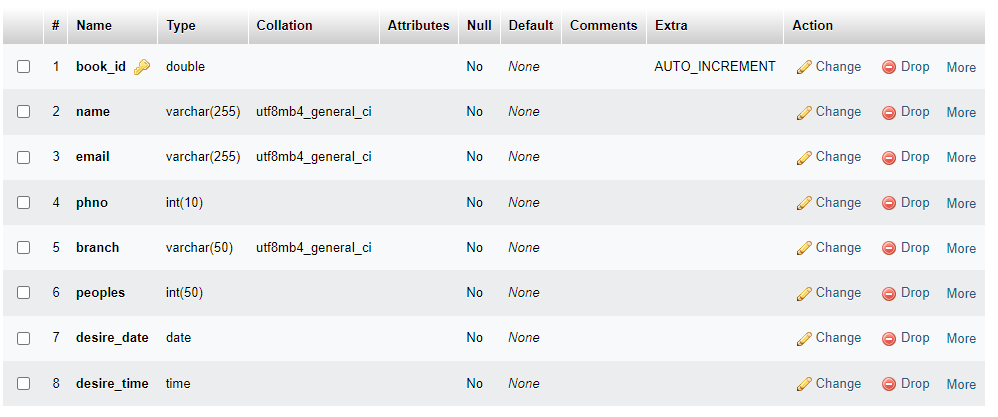 # Name Type Collation Attributes Null Default Comments Extra Action
1 book_id double No None AUTO_INCREMENT Change Drop More
2 name varchar(255) utf8mb4_general_ci No None Change Drop More
3 email varchar(255) utf8mb4_general_ci No None Change Drop More
4 phno int(10) No None Change Drop More
5 branch varchar(50) utf8mb4_general_ci No None Change Drop More
6 peoples int(50) No None Change Drop More
7 desire_date date No None Change Drop More
8 desire_time time No None Change Drop More